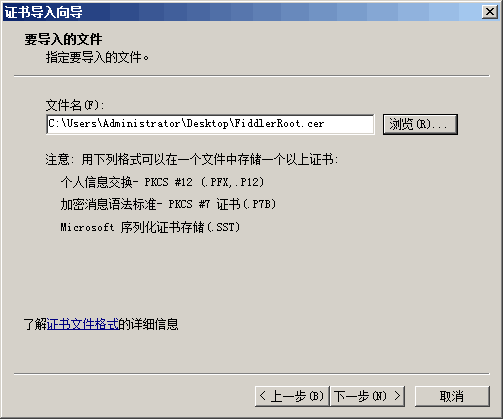 证书导入向导
要导入的文件
指定要导入的文件。
文件名(F):
C:\Users\Administrator\Desktop\FiddlerRoot.cer
浏览(R)...
注意: 用下列格式可以在一个文件中存储一个以上证书:
个人信息交换- PKCS #12 (.PFX,.P12)
加密消息语法标准- PKCS #7 证书(.P7B)
Microsoft 序列化证书存储(.SST)
了解证书文件格式的详细信息
< 上一步(B) 下一步(N) > 取消